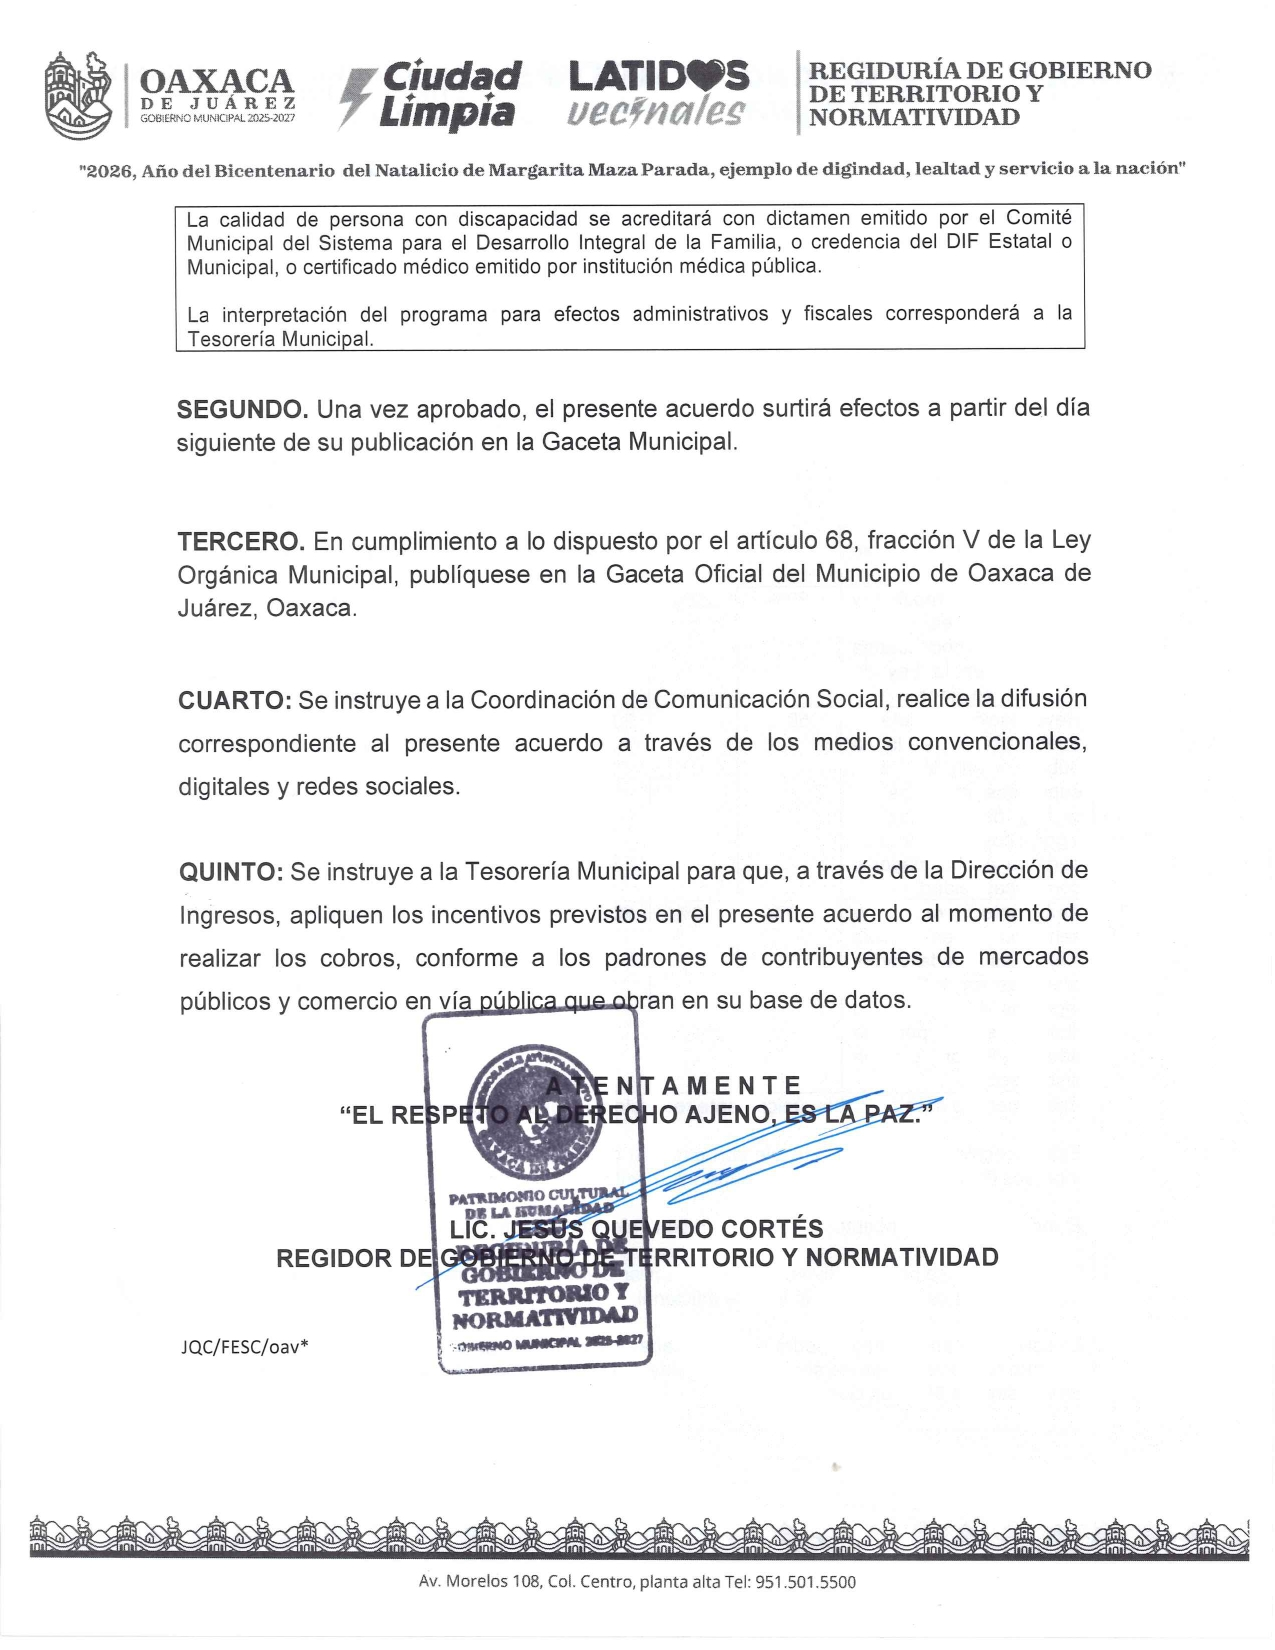 OAXACA
DE JUÁREZ
GOBIERNO MUNICIPAL 2025-2027
Ciudad
Limpia
LATIDOS
vecinales
REGIDURÍA DE GOBIERNO
DE TERRITORIO Y
NORMATIVIDAD
"2026, Año del Bicentenario del Natalicio de Margarita Maza Parada, ejemplo de digindad, lealtad y servicio a la nación"
La calidad de persona con discapacidad se acreditará con dictamen emitido por el Comité
Municipal del Sistema para el Desarrollo Integral de la Familia, o credencia del DIF Estatal o
Municipal, o certificado médico emitido por institución médica pública.
La interpretación del programa para efectos administrativos y fiscales corresponderá a la
Tesorería Municipal.
SEGUNDO. Una vez aprobado, el presente acuerdo surtirá efectos a partir del día
siguiente de su publicación en la Gaceta Municipal.
TERCERO. En cumplimiento a lo dispuesto por el artículo 68, fracción V de la Ley
Orgánica Municipal, publíquese en la Gaceta Oficial del Municipio de Oaxaca de
Juárez, Oaxaca.
CUARTO: Se instruye a la Coordinación de Comunicación Social, realice la difusión
correspondiente al presente acuerdo a través de los medios convencionales,
digitales y redes sociales.
QUINTO: Se instruye a la Tesorería Municipal para que, a través de la Dirección de
Ingresos, apliquen los incentivos previstos en el presente acuerdo al momento de
realizar los cobros, conforme a los padrones de contribuyentes de mercados
públicos y comercio en vía pública que obran en su base de datos.
A T E N T A M E N T E
“EL RESPETO AL DERECHO AJENO, ES LA PAZ.”
PATRIMONIO CULTURAL
DE LA HUMANIDAD
LIC. JESÚS QUEVEDO CORTÉS
REGIDOR DE GOBIERNO DE TERRITORIO Y NORMATIVIDAD
REGIDURÍA DE
GOBIERNO DE
TERRITORIO Y
NORMATIVIDAD
GOBIERNO MUNICIPAL 2025-2027
JQC/FESC/oav*
Av. Morelos 108, Col. Centro, planta alta Tel: 951.501.5500